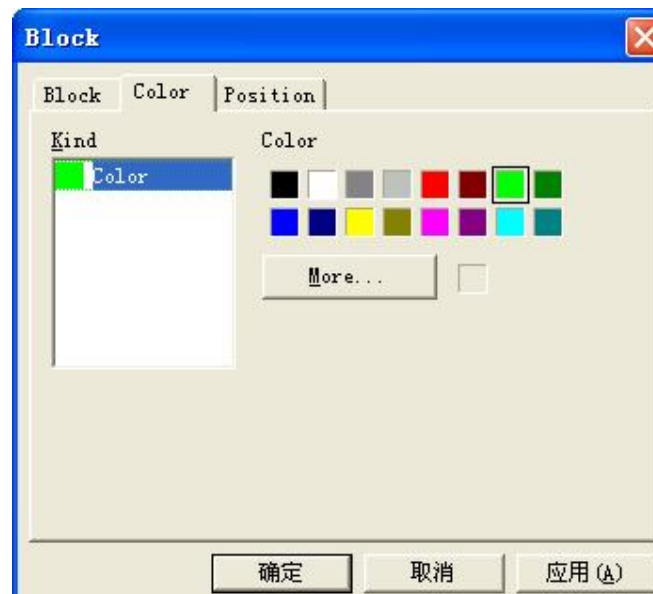 Block
Block Color Position
Kind Color
Color
More...
确定 取消 应用(A)